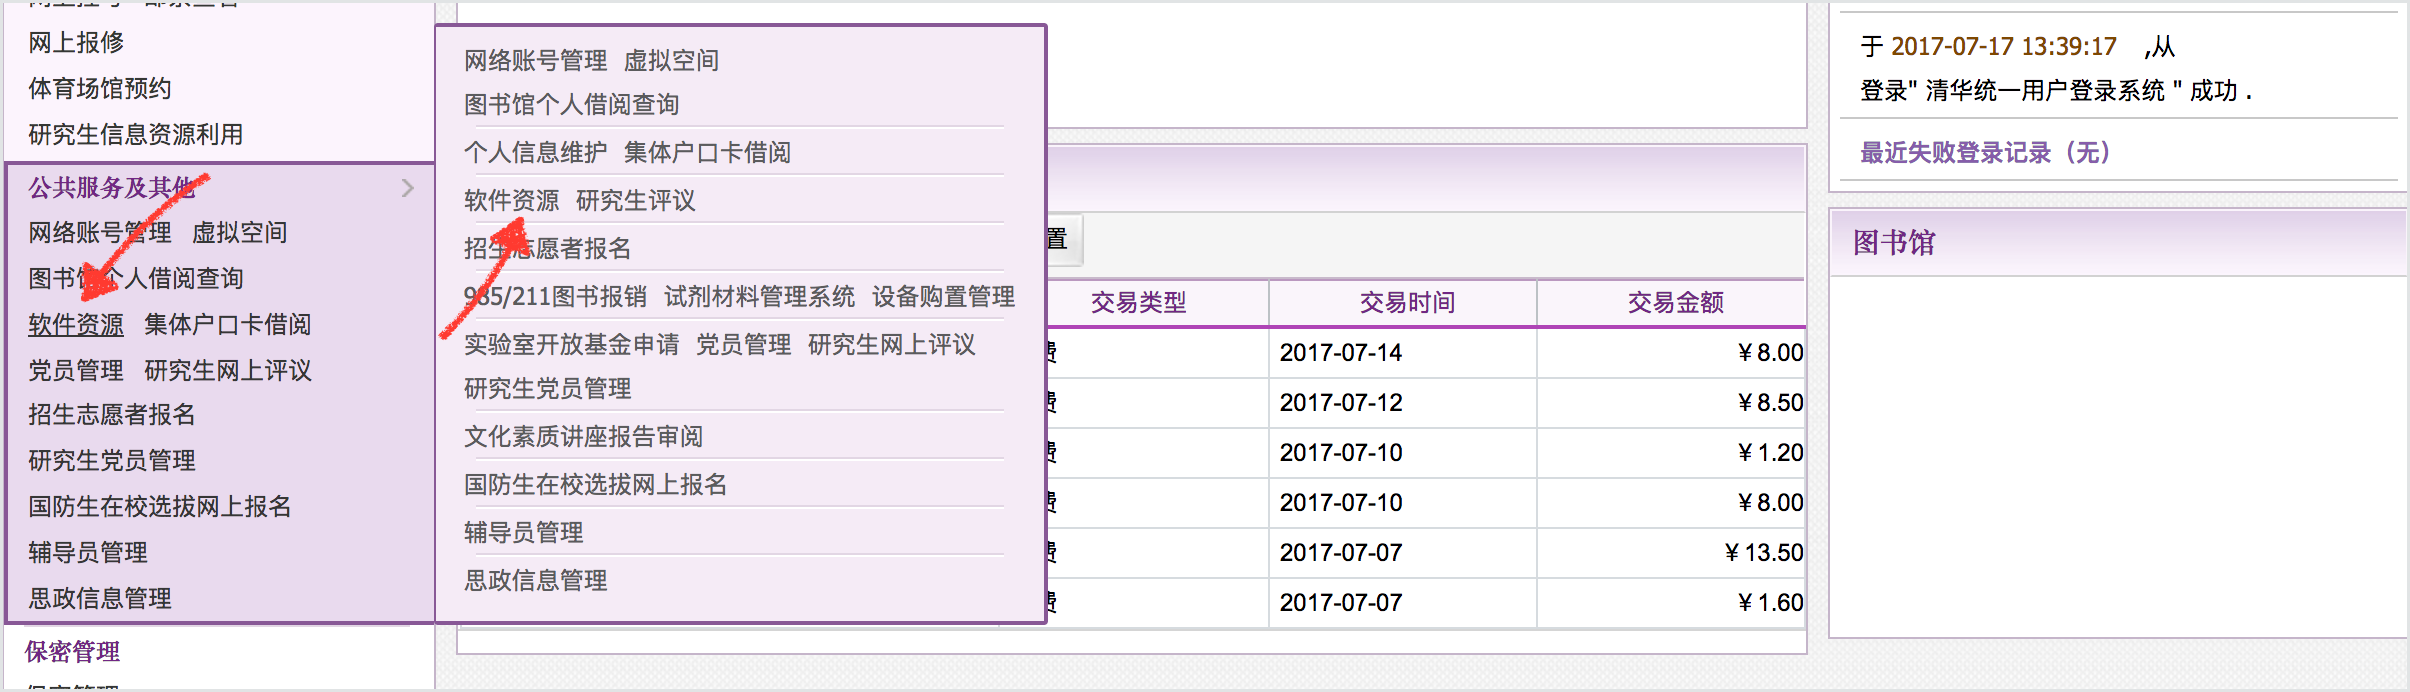 网上报修
体育场馆预约
研究生信息资源利用
公共服务及其他
网络账号管理 虚拟空间
图书馆个人借阅查询
软件资源 集体户口卡借阅
党员管理 研究生网上评议
招生志愿者报名
研究生党员管理
国防生在校选拔网上报名
辅导员管理
思政信息管理
保密管理
网络账号管理 虚拟空间
图书馆个人借阅查询
个人信息维护 集体户口卡借阅
软件资源 研究生评议
招生志愿者报名
985/211图书报销 试剂材料管理系统 设备购置管理
实验室开放基金申请 党员管理 研究生网上评议
研究生党员管理
文化素质讲座报告审阅
国防生在校选拔网上报名
辅导员管理
思政信息管理
置
交易类型 交易时间 交易金额
费 2017-07-14 ￥8.00
费 2017-07-12 ￥8.50
费 2017-07-10 ￥1.20
费 2017-07-10 ￥8.00
费 2017-07-07 ￥13.50
费 2017-07-07 ￥1.60
于 2017-07-17 13:39:17 ,从
登录" 清华统一用户登录系统 " 成功 .
最近失败登录记录（无）
图书馆